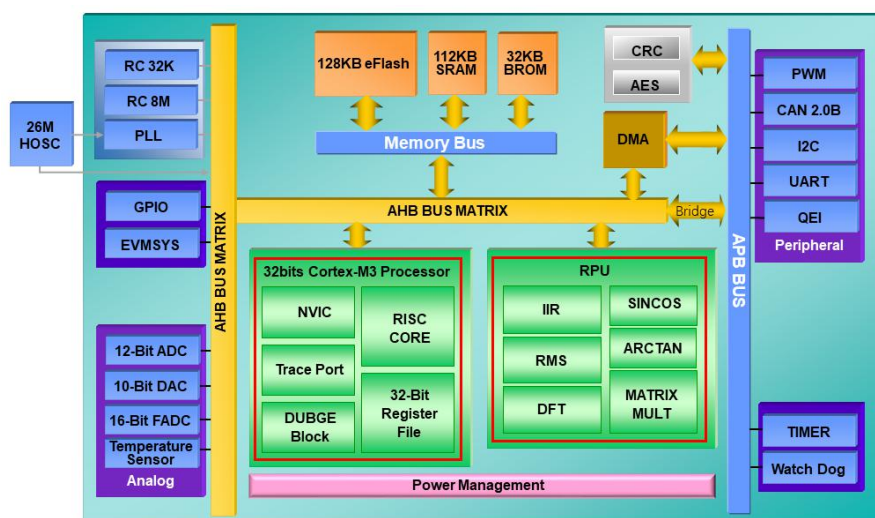 RC 32K
RC 8M
PLL
26M
HOSC
128KB eFlash
112KB
SRAM
32KB
BROM
Memory Bus
CRC
AES
DMA
PWM
CAN 2.0B
I2C
UART
QEI
Peripheral
GPIO
EVMSYS
AHB BUS MATRIX
AHB BUS MATRIX
Bridge
APB BUS
32bits Cortex-M3 Processor
NVIC
Trace Port
DUBGE
Block
RISC
CORE
32-Bit
Register
File
RPU
IIR
RMS
DFT
SINCOS
ARCTAN
MATRIX
MULT
12-Bit ADC
10-Bit DAC
16-Bit FADC
Temperature
Sensor
Analog
TIMER
Watch Dog
Power Management